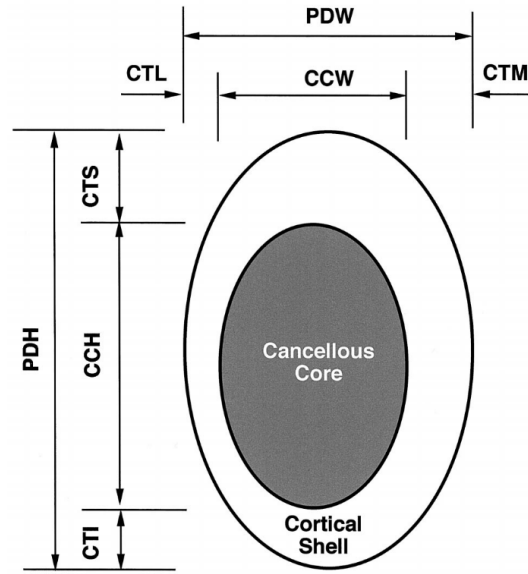 PDW
CTL
CCW
CTM
CTS
PDH
CCH
Cancellous
Core
CTI
Cortical
Shell